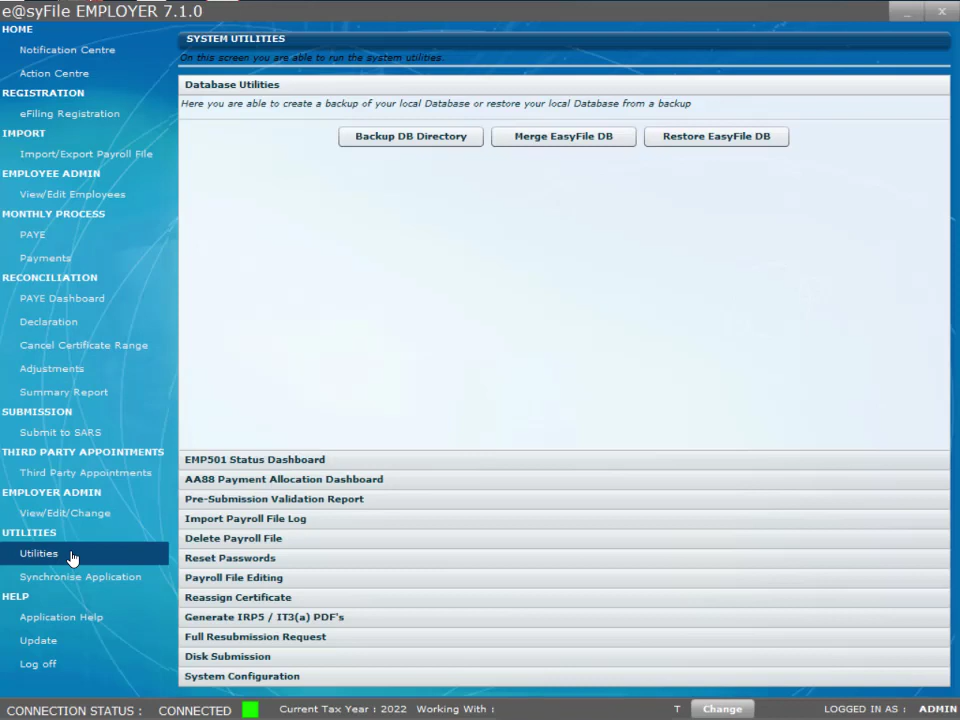 e@syFile EMPLOYER 7.1.0
HOME
Notification Centre
Action Centre
REGISTRATION
eFiling Registration
IMPORT
Import/Export Payroll File
EMPLOYEE ADMIN
View/Edit Employees
MONTHLY PROCESS
PAYE
Payments
RECONCILIATION
PAYE Dashboard
Declaration
Cancel Certificate Range
Adjustments
Summary Report
SUBMISSION
Submit to SARS
THIRD PARTY APPOINTMENTS
Third Party Appointments
EMPLOYER ADMIN
View/Edit/Change
UTILITIES
Utilities
Synchronise Application
HELP
Application Help
Update
Log off
SYSTEM UTILITIES
On this screen you are able to run the system utilities.
Database Utilities
Here you are able to create a backup of your local Database or restore your local Database from a backup
Backup DB Directory Merge EasyFile DB Restore EasyFile DB
EMP501 Status Dashboard
AA88 Payment Allocation Dashboard
Pre-Submission Validation Report
Import Payroll File Log
Delete Payroll File
Reset Passwords
Payroll File Editing
Reassign Certificate
Generate IRP5 / IT3(a) PDF's
Full Resubmission Request
Disk Submission
System Configuration
CONNECTION STATUS : CONNECTED Current Tax Year : 2022 Working With : T Change LOGGED IN AS : ADMIN